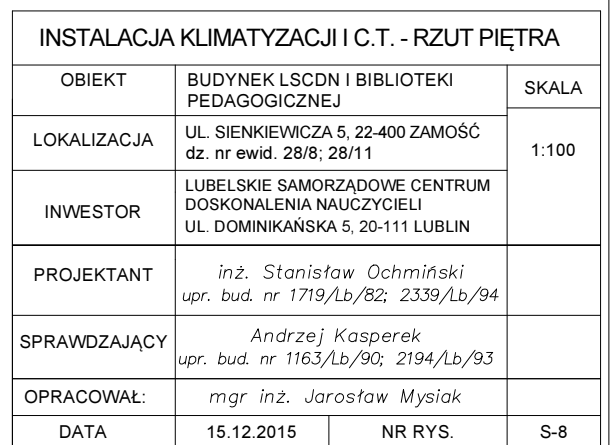 INSTALACJA KLIMATYZACJI I C.T. - RZUT PIĘTRA
OBIEKT
BUDYNEK LSCDN I BIBLIOTEKI
PEDAGOGICZNEJ
SKALA
LOKALIZACJA
UL. SIENKIEWICZA 5, 22-400 ZAMOŚĆ
dz. nr ewid. 28/8; 28/11
1:100
INWESTOR
LUBELSKIE SAMORZĄDOWE CENTRUM
DOSKONALENIA NAUCZYCIELI
UL. DOMINIKAŃSKA 5, 20-111 LUBLIN
PROJEKTANT
inż. Stanisław Ochmiński
upr. bud. nr 1719/Lb/82; 2339/Lb/94
SPRAWDZAJĄCY
Andrzej Kasperek
upr. bud. nr 1163/Lb/90; 2194/Lb/93
OPRACOWAŁ:
mgr inż. Jarosław Mysiak
DATA
15.12.2015
NR RYS.
S-8